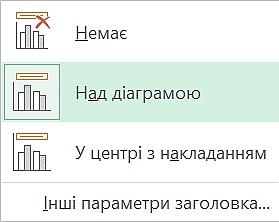 Немає
Над діаграмою
У центрі з накладанням
Інші параметри заголовка...